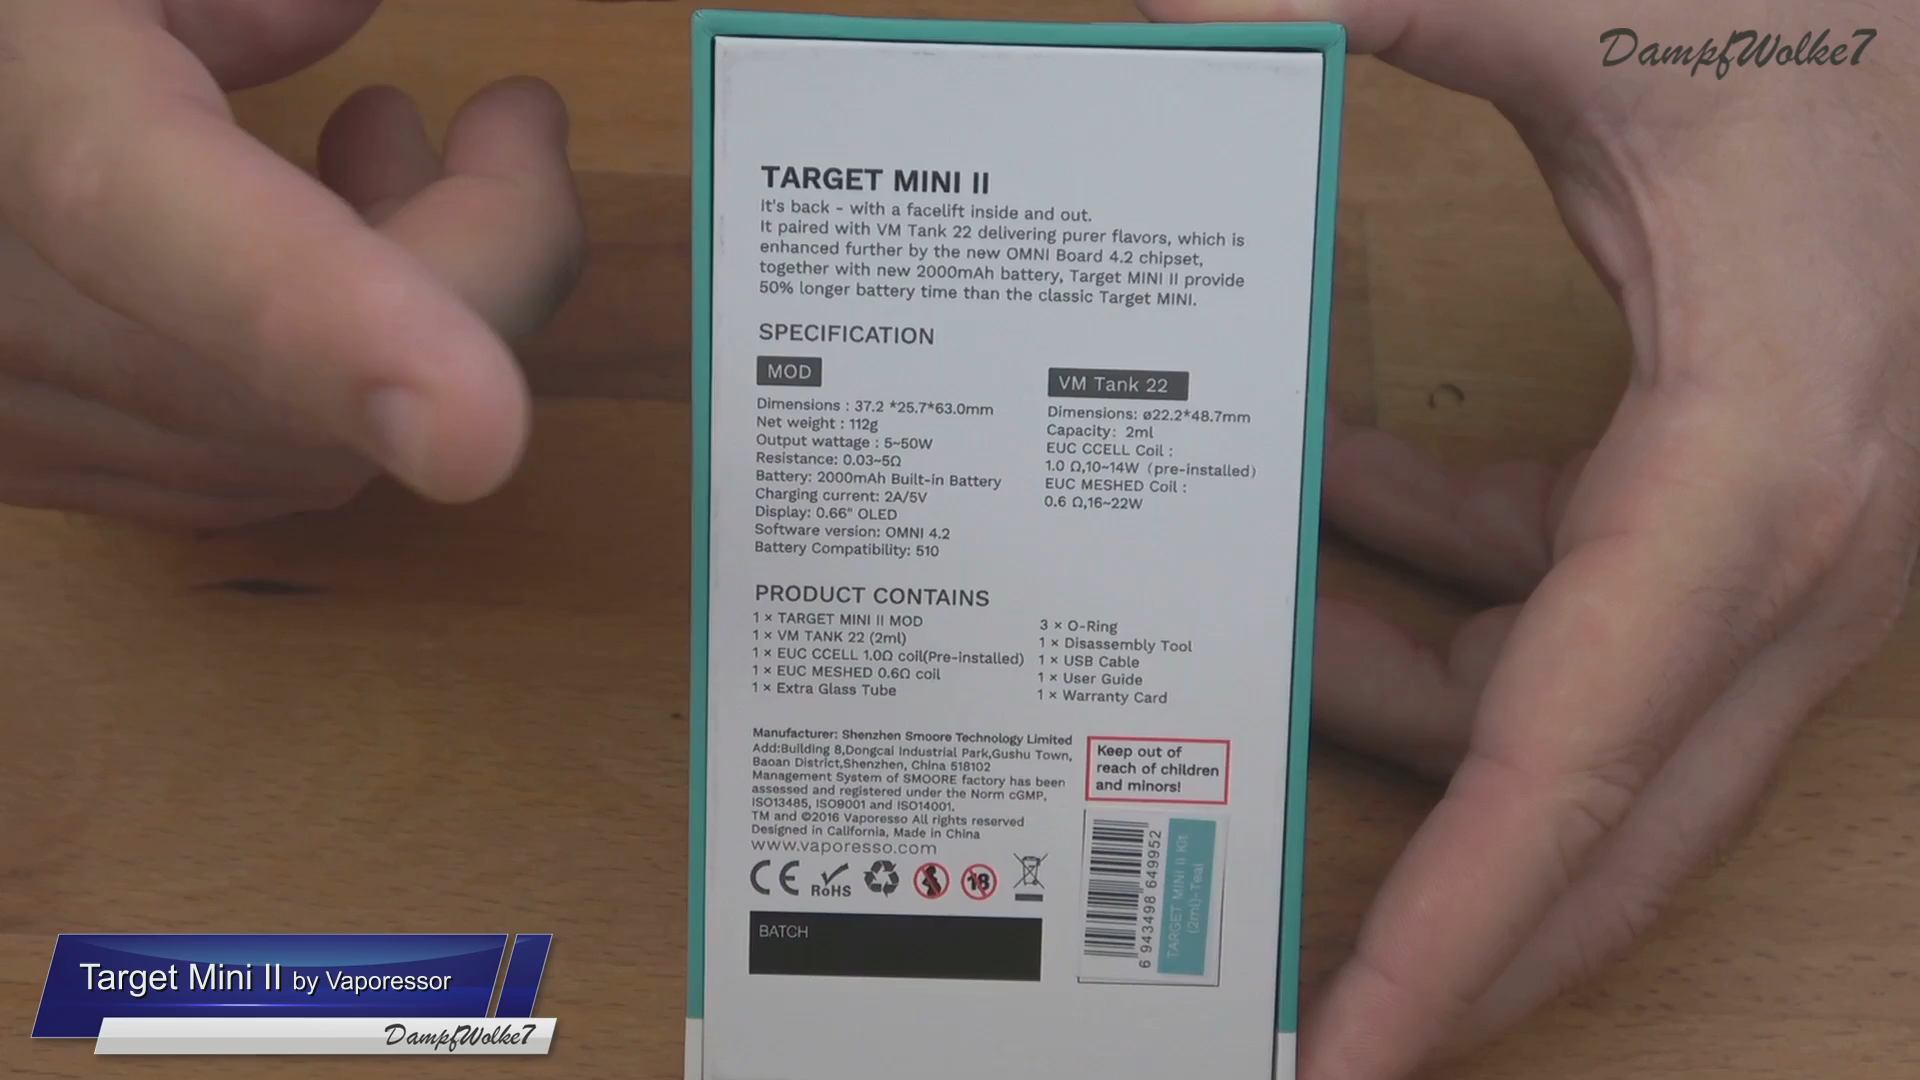 DampfWolke7
TARGET MINI II
It's back - with a facelift inside and out.
It paired with VM Tank 22 delivering purer flavors, which is
enhanced further by the new OMNI Board 4.2 chipset,
together with new 2000mAh battery, Target MINI II provide
50% longer battery time than the classic Target MINI.
SPECIFICATION
MOD
Dimensions : 37.2 *25.7*63.0mm
Net weight : 112g
Output wattage : 5~50W
Resistance: 0.03~5Ω
Battery: 2000mAh Built-in Battery
Charging current: 2A/5V
Display: 0.66" OLED
Software version: OMNI 4.2
Battery Compatibility: 510
VM Tank 22
Dimensions: ø22.2*48.7mm
Capacity: 2ml
EUC CCELL Coil :
1.0 Ω,10~14W (pre-installed)
EUC MESHED Coil :
0.6 Ω,16~22W
PRODUCT CONTAINS
1 × TARGET MINI II MOD
1 × VM TANK 22 (2ml)
1 × EUC CCELL 1.0Ω coil(Pre-installed)
1 × EUC MESHED 0.6Ω coil
1 × Extra Glass Tube
3 × O-Ring
1 × Disassembly Tool
1 × USB Cable
1 × User Guide
1 × Warranty Card
Manufacturer: Shenzhen Smoore Technology Limited
Add:Building 8,Dongcai Industrial Park,Gushu Town,
Baoan District,Shenzhen, China 518102
Management System of SMOORE factory has been
assessed and registered under the Norm cGMP,
ISO13485, ISO9001 and ISO14001.
TM and ©2016 Vaporesso All rights reserved
Designed in California, Made in China
www.vaporesso.com
CE
RoHS
18
Keep out of
reach of children
and minors!
6 943498 649952
TARGET MINI II Kit
(2ml)-Teal
BATCH
Target Mini II by Vaporessor
DampfWolke7